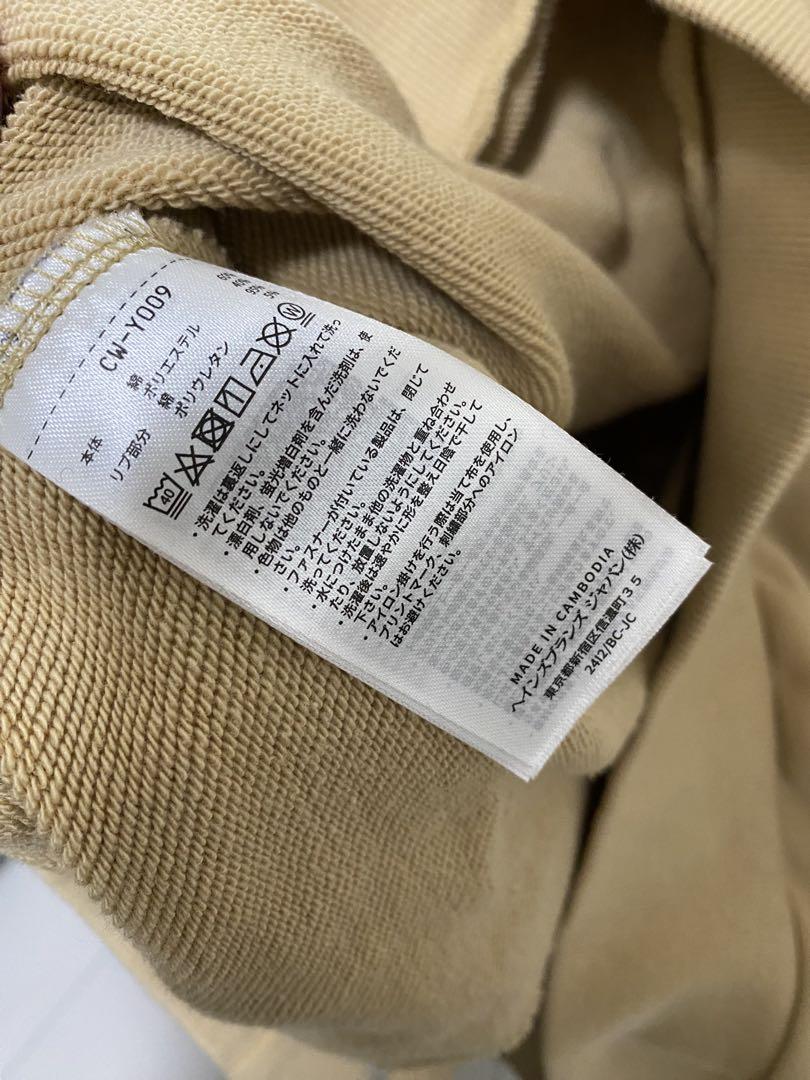 CW-Y009
本体
綿
60%
ポリエステル
40%
リブ部分
綿
95%
ポリウレタン
5%
40
W
・洗濯は裏返しにしてネットに入れて洗っ
てください。
・漂白剤、蛍光増白剤を含んだ洗剤は、使
用しないでください。
・色物は他のものと一緒に洗わないでくだ
さい。
・ファスナーが付いている製品は、閉じて
洗ってください。
・水につけたまま他の洗濯物と重ね合わせ
たり、放置しないようにしてください。
・洗濯後は速やかに形を整え日陰で干して
下さい。
・アイロン掛けを行う際は当て布を使用し、
プリントマーク、刺繍部分へのアイロン
はお避けください。
MADE IN CAMBODIA
ヘインズブランズ ジャパン(株)
東京都新宿区信濃町35
2412/BC-JC